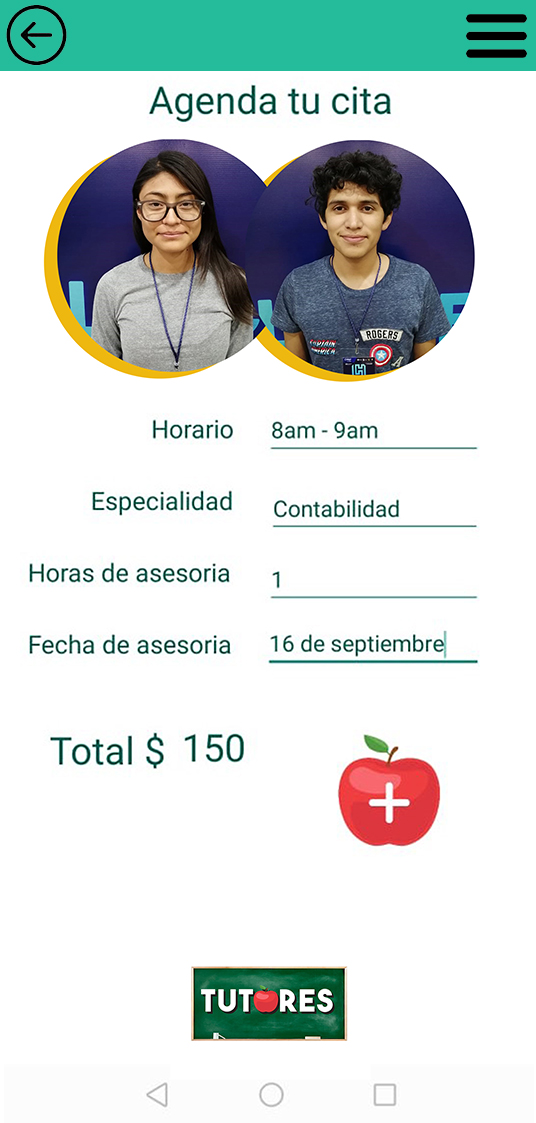 Agenda tu cita
ROGERS
Horario 8am - 9am
Especialidad Contabilidad
Horas de asesoria 1
Fecha de asesoria 16 de septiembre
Total $ 150
TUTORES